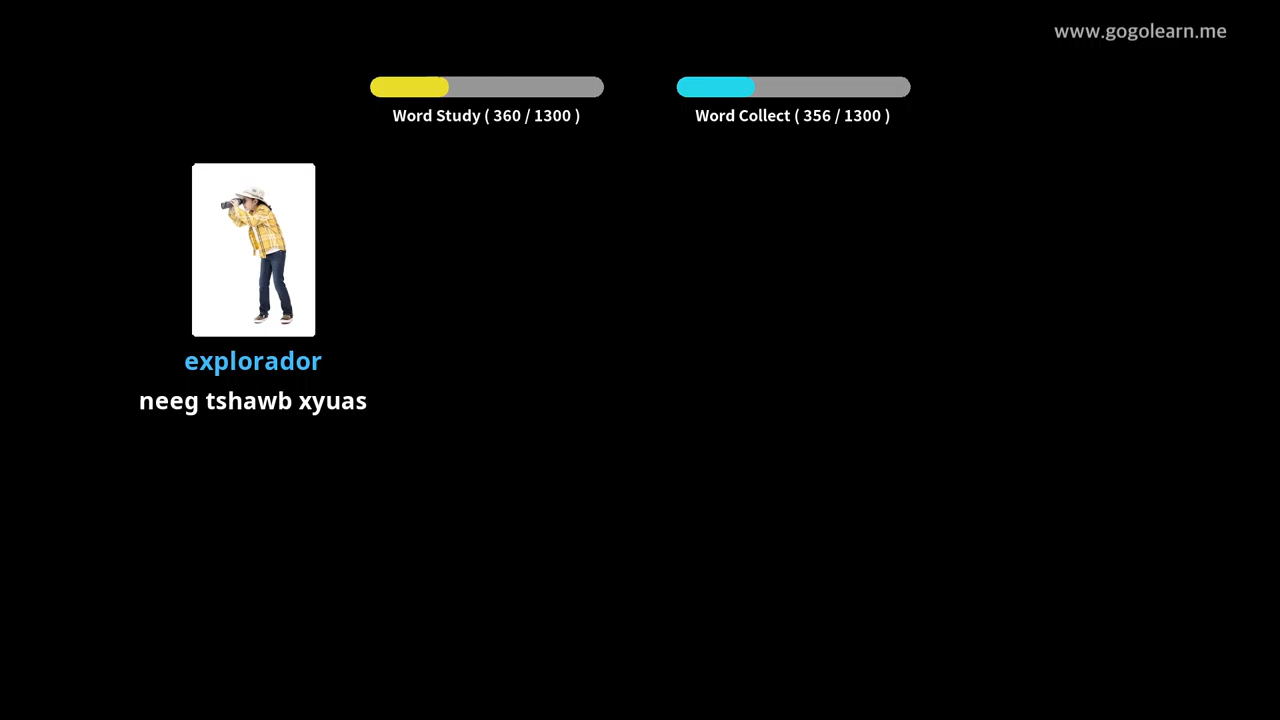 www.gogolearn.me
Word Study ( 360 / 1300 )
Word Collect ( 356 / 1300 )
explorador
neeg tshawb xyuas